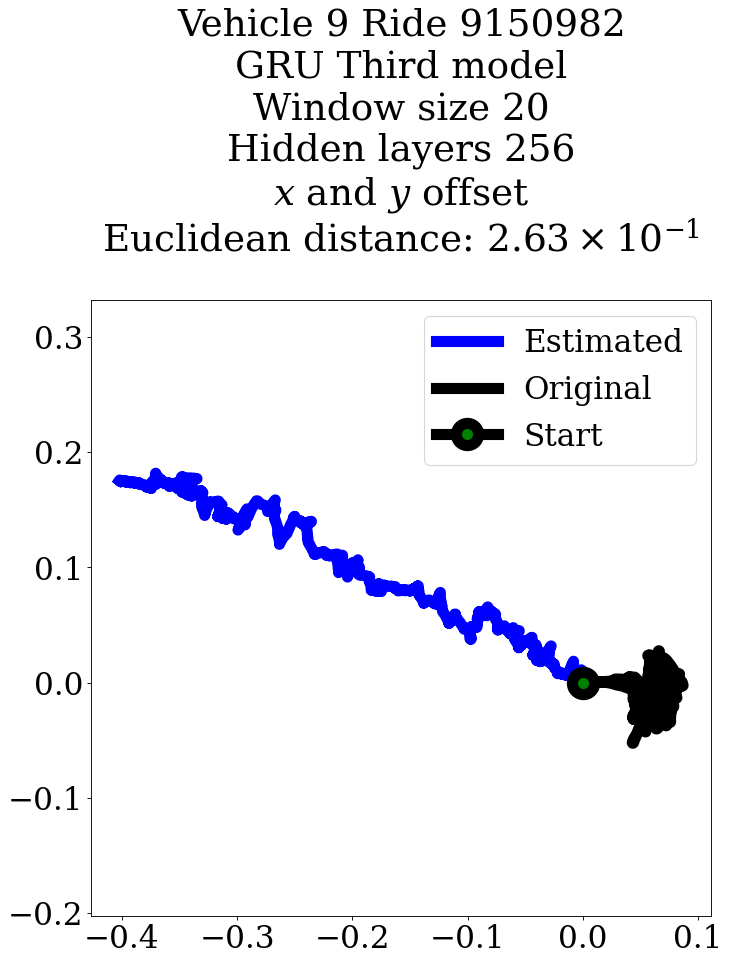 Vehicle 9 Ride 9150982
GRU Third model
Window size 20
Hidden layers 256
x and y offset
Euclidean distance: 2.63 × 10⁻¹
Estimated
Original
Start
0.3
0.2
0.1
0.0
−0.1
−0.2
−0.4 −0.3 −0.2 −0.1 0.0 0.1